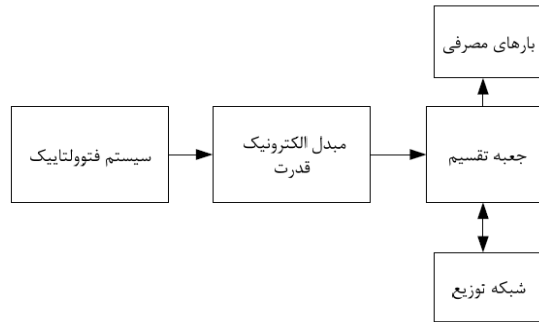 بارهای مصرفی
سیستم فتوولتاییک
مبدل الکترونیک
قدرت
جعبه تقسیم
شبکه توزیع